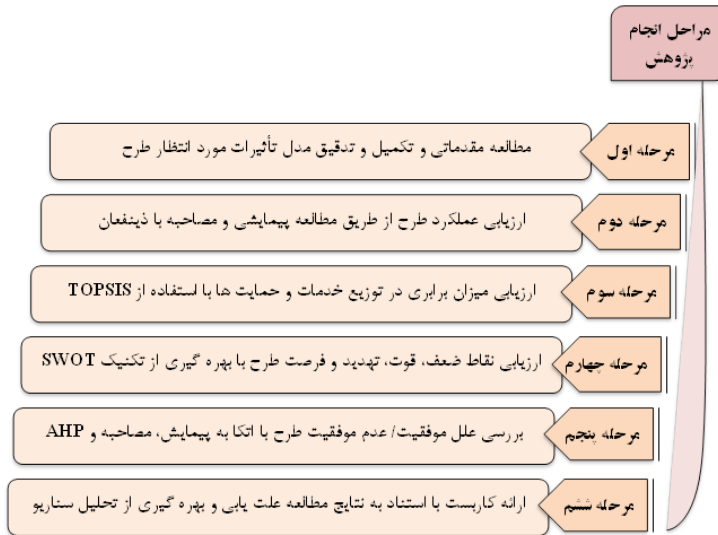 مراحل انجام
پژوهش
مرحله اول
مطالعه مقدماتی و تکمیل و تدقیق مدل تأثیرات مورد انتظار طرح
مرحله دوم
ارزیابی عملکرد طرح از طریق مطالعه پیمایشی و مصاحبه با ذینفعان
مرحله سوم
ارزیابی میزان برابری در توزیع خدمات و حمایت ها با استفاده از TOPSIS
مرحله چهارم
ارزیابی نقاط ضعف، قوت، تهدید و فرصت طرح با بهره گیری از تکنیک SWOT
مرحله پنجم
بررسی علل موفقیت/ عدم موفقیت طرح با اتکا به پیمایش، مصاحبه و AHP
مرحله ششم
ارائه کاربست با استناد به نتایج مطالعه علت یابی و بهره گیری از تحلیل سناریو